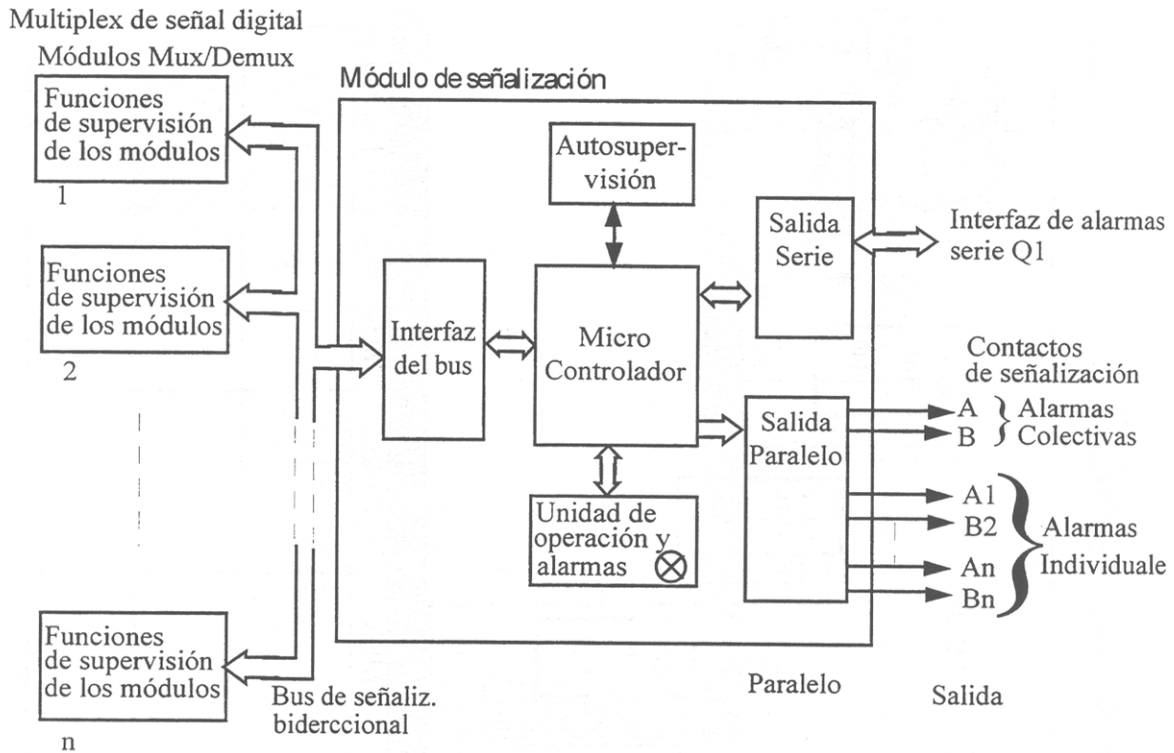 Multiplex de señal digital
Módulos Mux/Demux
Funciones
de supervisión
de los módulos
1
Funciones
de supervisión
de los módulos
2
Funciones
de supervisión
de los módulos
n
Bus de señaliz.
biderccional
Módulo de señalización
Autosuper-
visión
Interfaz
del bus
Micro
Controlador
Unidad de
operación y
alarmas
Salida
Serie
Salida
Paralelo
Interfaz de alarmas
serie Q1
Contactos
de señalización
A
B
Alarmas
Colectivas
A1
B2
An
Bn
Alarmas
Individuale
Paralelo
Salida